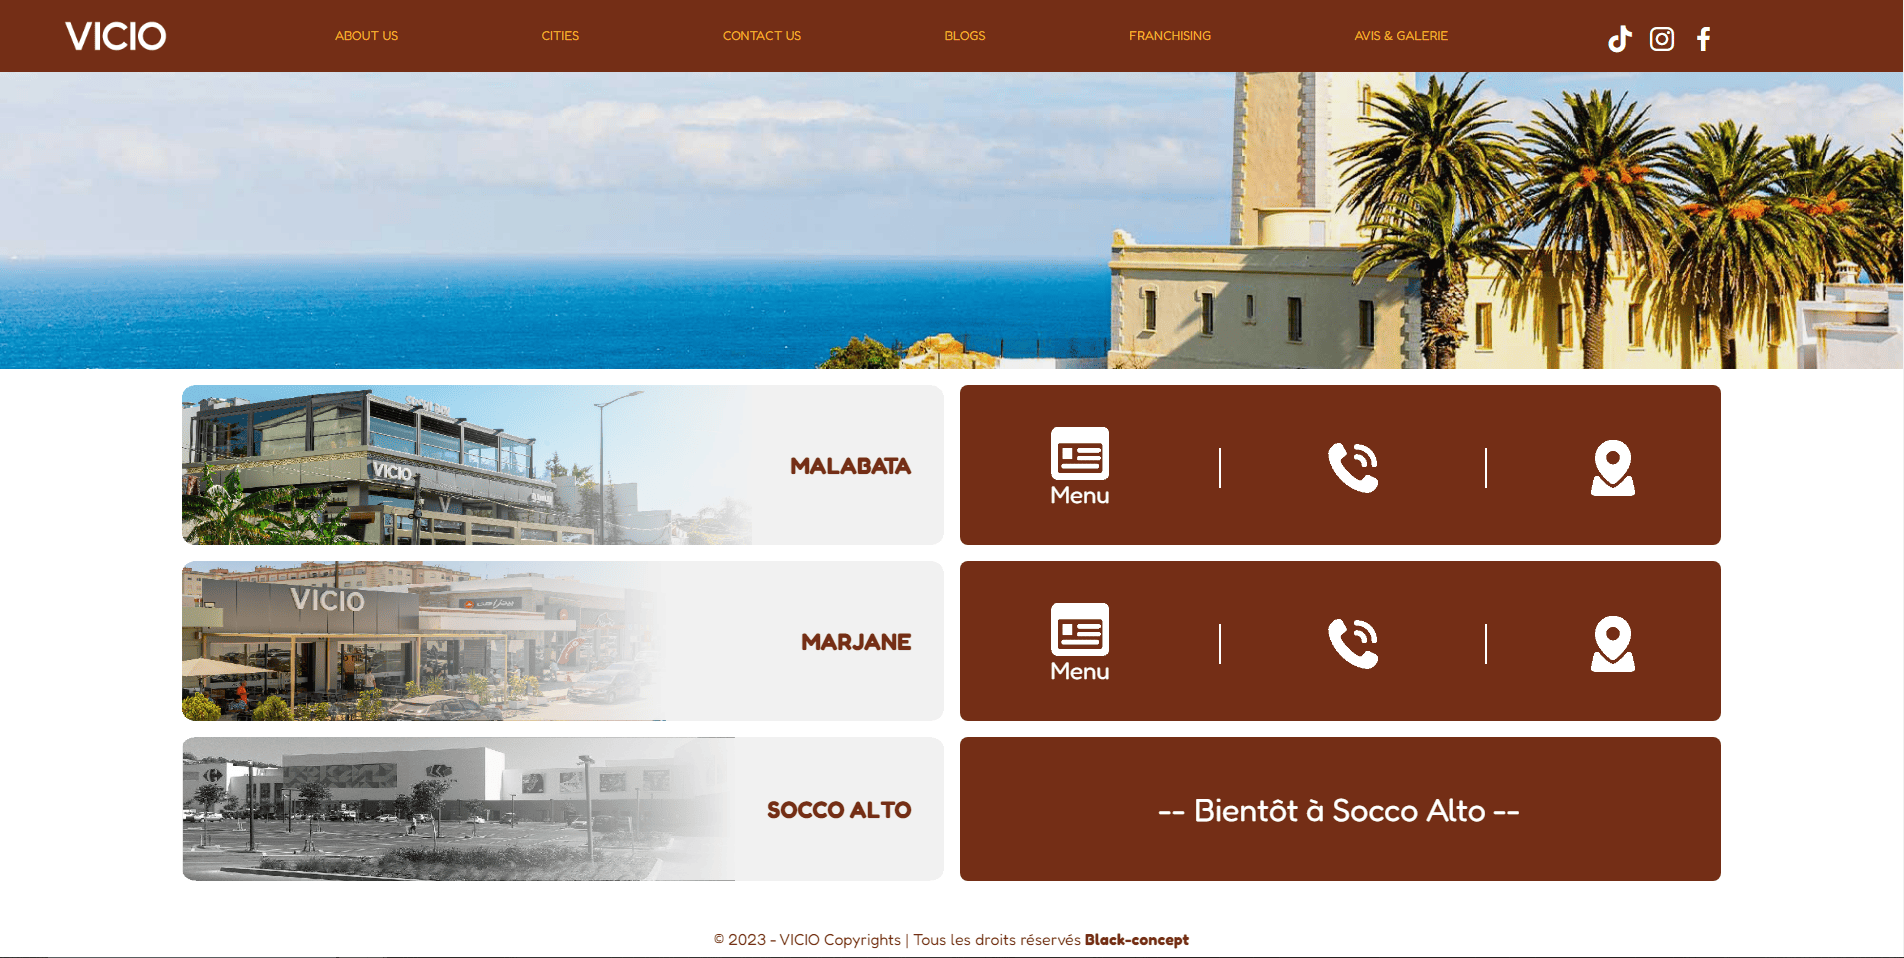 VICIO
ABOUT US
CITIES
CONTACT US
BLOGS
FRANCHISING
AVIS & GALERIE
VICIO
MALABATA
Menu
VICIO
MARJANE
Menu
SOCCO ALTO
-- Bientôt à Socco Alto --
© 2023 - VICIO Copyrights | Tous les droits réservés Black-concept